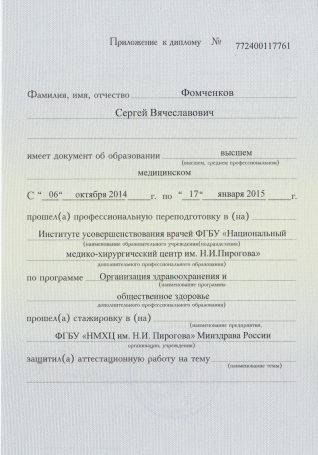 Приложение к диплому № 772400117761
Фамилия, имя, отчество Фомченков
Сергей Вячеславович
имеет документ об образовании высшем
(высшем, среднем профессиональном)
медицинском
С “ 06 ” октября 2014 г. по “ 17 ” января 2015 г.
прошел(а) профессиональную переподготовку в (на)
Институте усовершенствования врачей ФГБУ «Национальный
(наименование образовательного учреждения(подразделения)
медико-хирургический центр им. Н.И.Пирогова»
дополнительного профессионального образования)
по программе Организация здравоохранения и
(наименование программы
общественное здоровье
дополнительного профессионального образования)
прошел(а) стажировку в (на)
(наименование предприятия,
ФГБУ «НМХЦ им. Н.И. Пирогова» Минздрава России
организации, учреждения)
защитил(а) аттестационную работу на тему
(наименование темы)